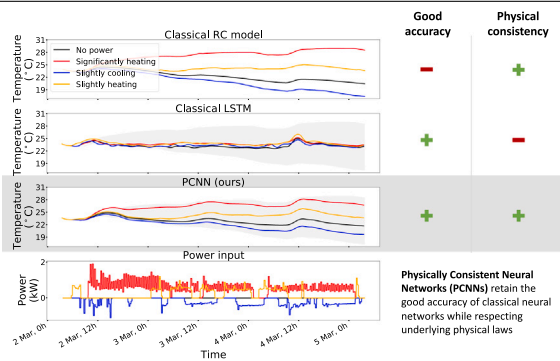 Good
accuracy
Physical
consistency
Classical RC model
Temperature
(°C)
31
28
25
22
19
No power
Significantly heating
Slightly cooling
Slightly heating
Classical LSTM
Temperature
(°C)
31
28
25
22
19
PCNN (ours)
Temperature
(°C)
31
28
25
22
19
Power input
Power
(kW)
2
0
2 Mar, 0h
2 Mar, 12h
3 Mar, 0h
3 Mar, 12h
4 Mar, 0h
4 Mar, 12h
5 Mar, 0h
Time
Physically Consistent Neural
Networks (PCNNs) retain the
good accuracy of classical neural
networks while respecting
underlying physical laws